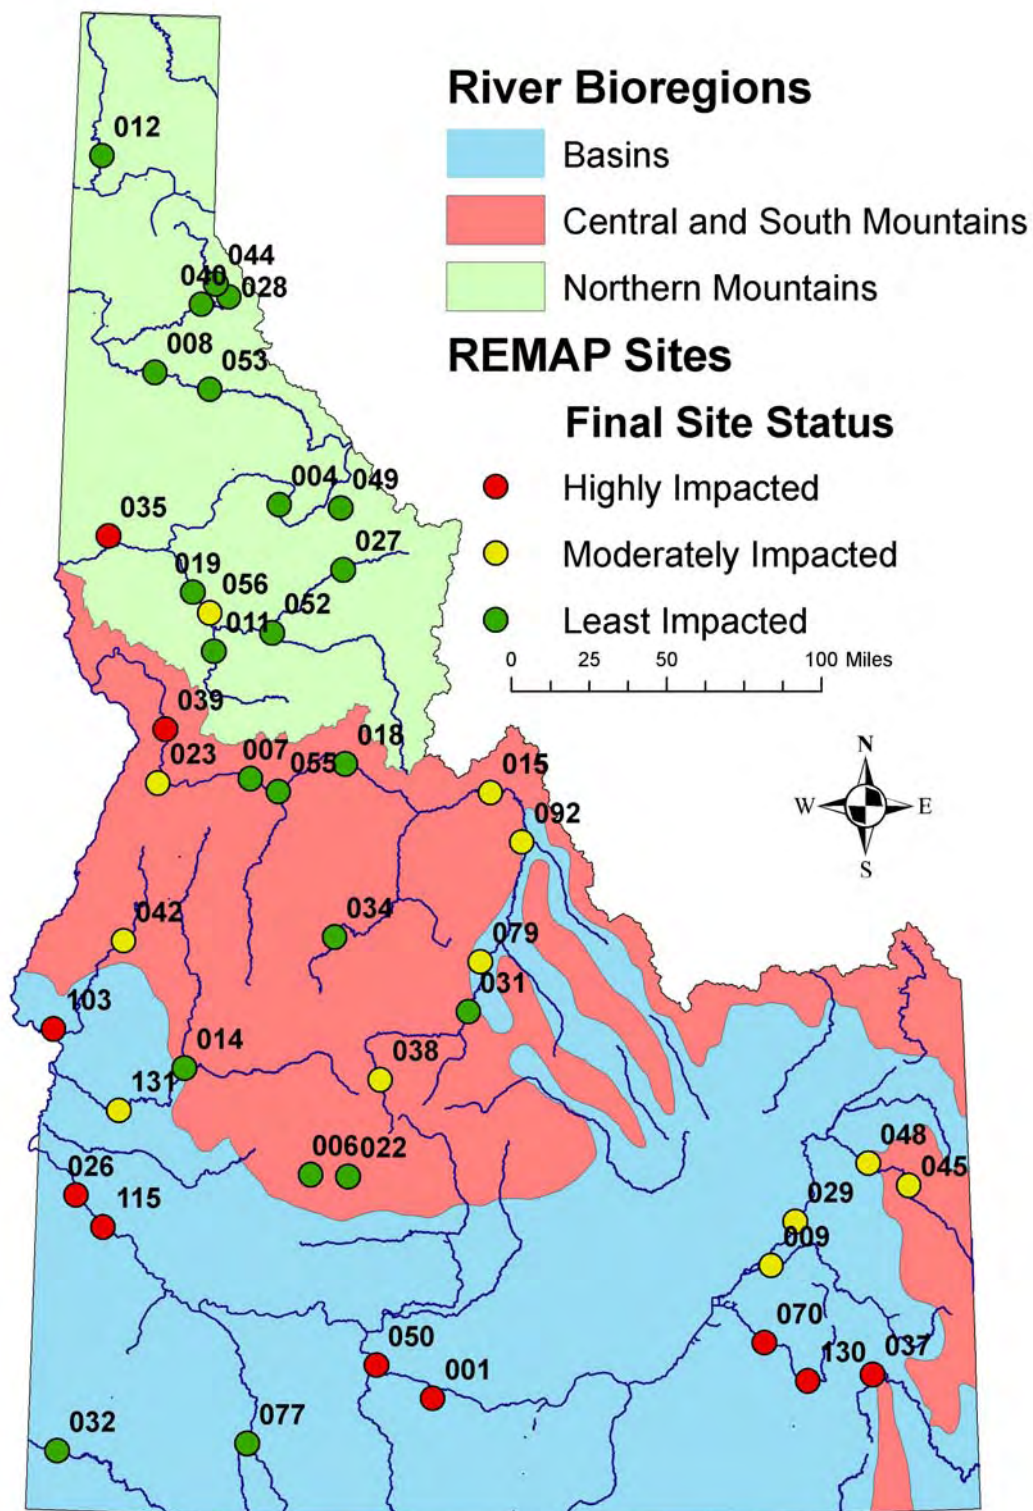 River Bioregions
Basins
Central and South Mountains
Northern Mountains
REMAP Sites
Final Site Status
Highly Impacted
Moderately Impacted
Least Impacted
0 25 50 100 Miles
N
W E
S
012
044
040 028
008
053
004 049
035
027
019 056
052
011
039
018
023 007 055
015
092
042 034
079
031
103
014
038
131
006 022
026
115
048
045
029
009
070
130 037
050
001
032 077